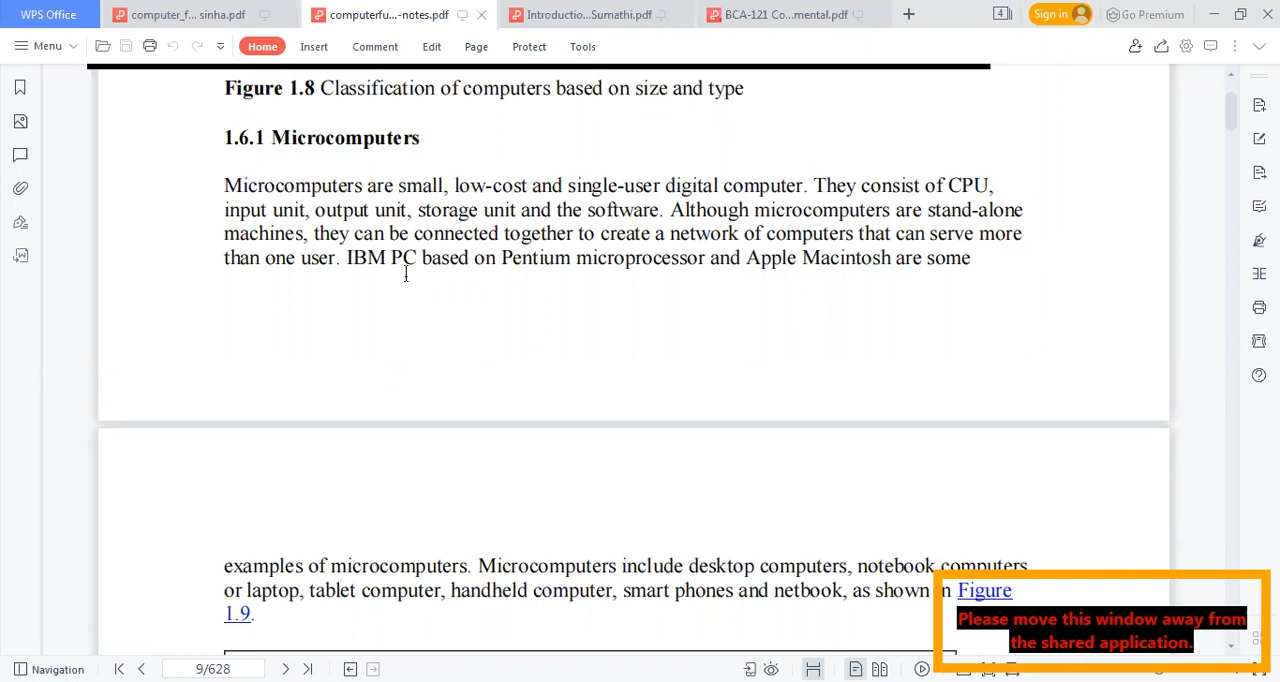 WPS Office
computer_f... sinha.pdf
computerfu...-notes.pdf
Introductio...Sumathi.pdf
BCA-121 Co...mental.pdf
Sign in
Go Premium
Menu
Home
Insert
Comment
Edit
Page
Protect
Tools
Figure 1.8 Classification of computers based on size and type
1.6.1 Microcomputers
Microcomputers are small, low-cost and single-user digital computer. They consist of CPU,
input unit, output unit, storage unit and the software. Although microcomputers are stand-alone
machines, they can be connected together to create a network of computers that can serve more
than one user. IBM PC based on Pentium microprocessor and Apple Macintosh are some
examples of microcomputers. Microcomputers include desktop computers, notebook computers
or laptop, tablet computer, handheld computer, smart phones and netbook, as shown in Figure
1.9.
Please move this window away from
the shared application.
Navigation
9/628